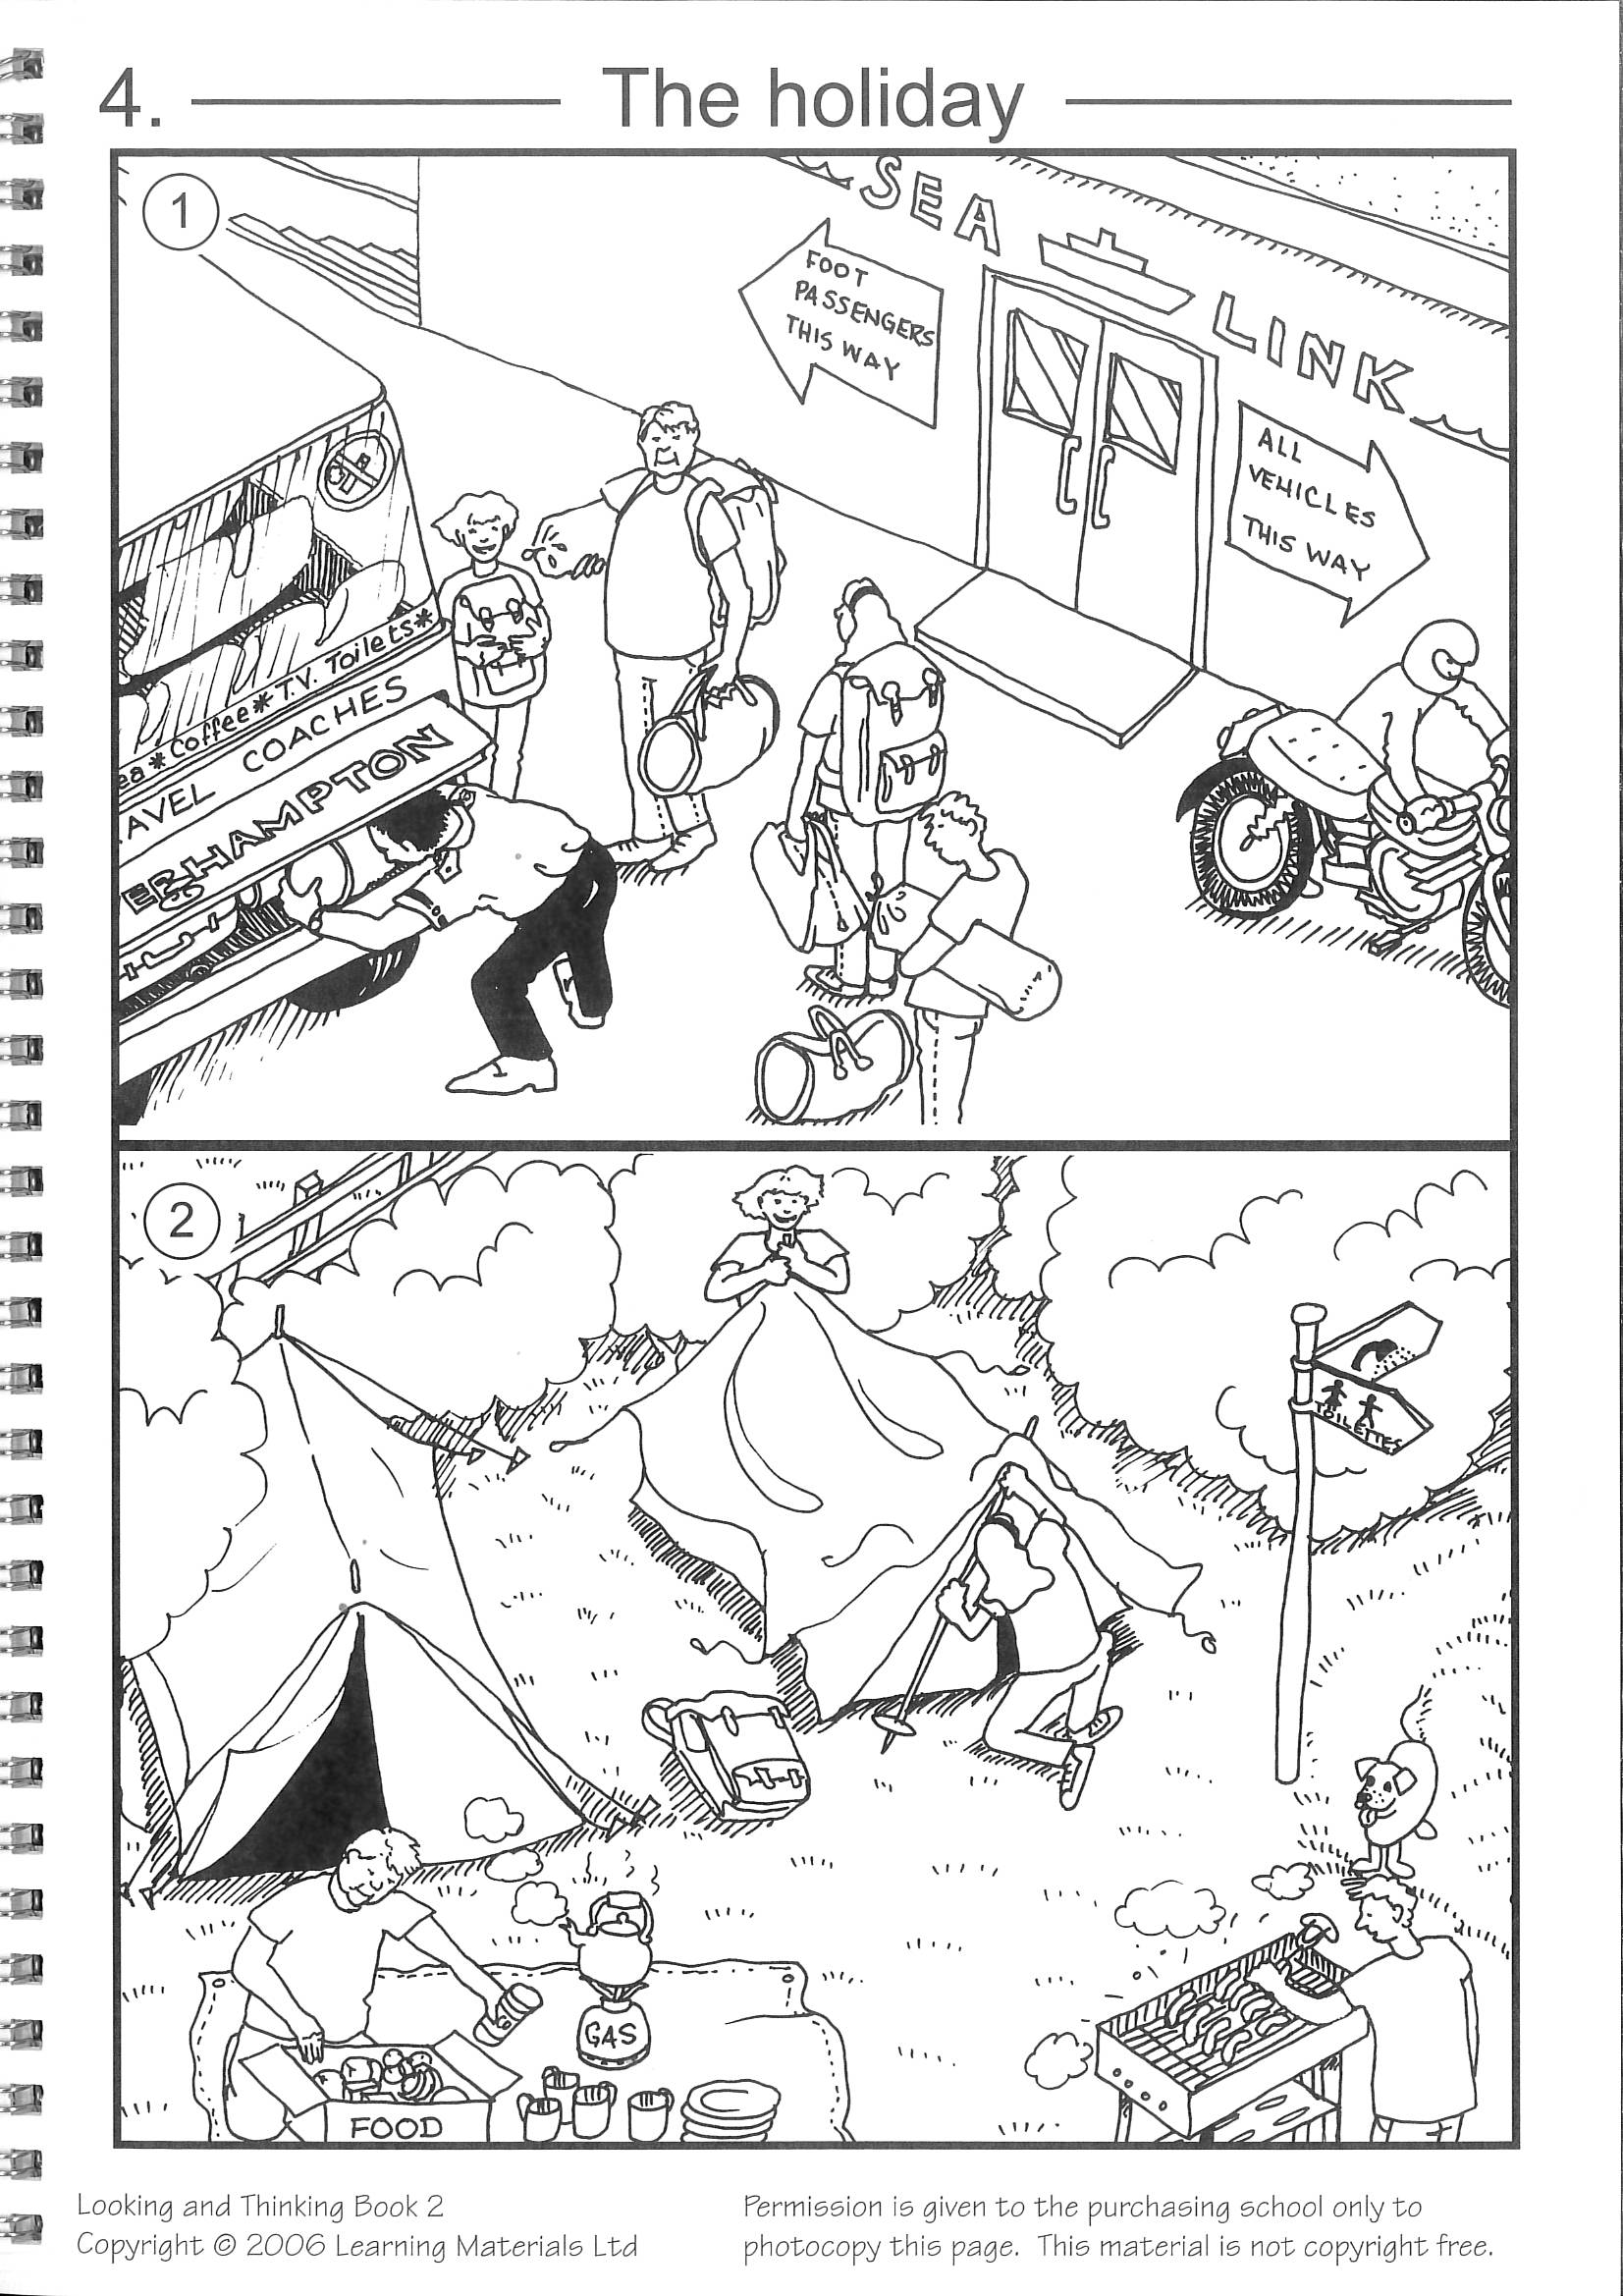 4. The holiday
1
SEA LINK
FOOT
PASSENGERS
THIS WAY
ALL
VEHICLES
THIS WAY
ea * Coffee * T.V. Toilets *
AVEL COACHES
ERHAMPTON
2
TOILETTES
GAS
FOOD
Looking and Thinking Book 2
Copyright © 2006 Learning Materials Ltd
Permission is given to the purchasing school only to
photocopy this page. This material is not copyright free.